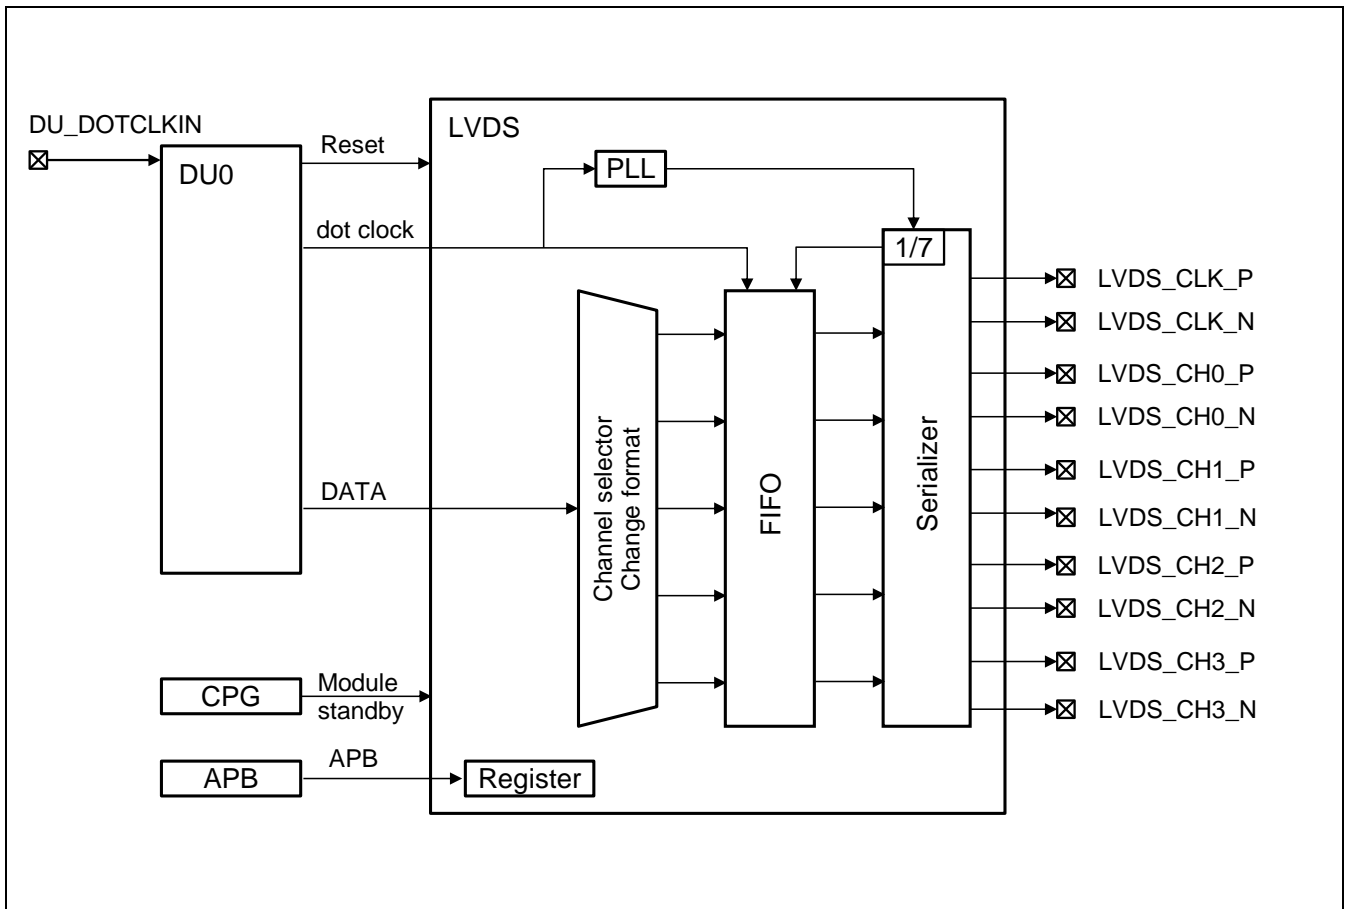 DU_DOTCLKIN
DU0
Reset
dot clock
DATA
LVDS
PLL
1/7
Channel selector
Change format
FIFO
Serializer
LVDS_CLK_P
LVDS_CLK_N
LVDS_CH0_P
LVDS_CH0_N
LVDS_CH1_P
LVDS_CH1_N
LVDS_CH2_P
LVDS_CH2_N
LVDS_CH3_P
LVDS_CH3_N
CPG
Module
standby
APB
APB
Register